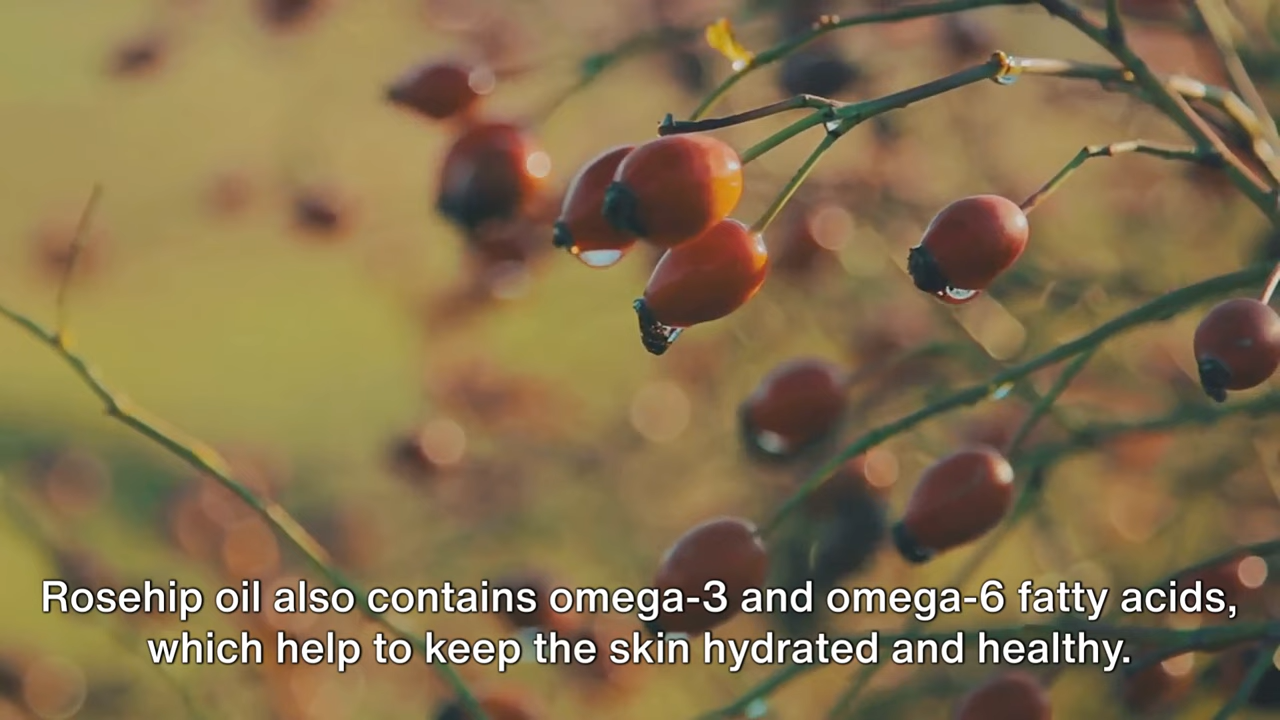 Rosehip oil also contains omega-3 and omega-6 fatty acids,
which help to keep the skin hydrated and healthy.